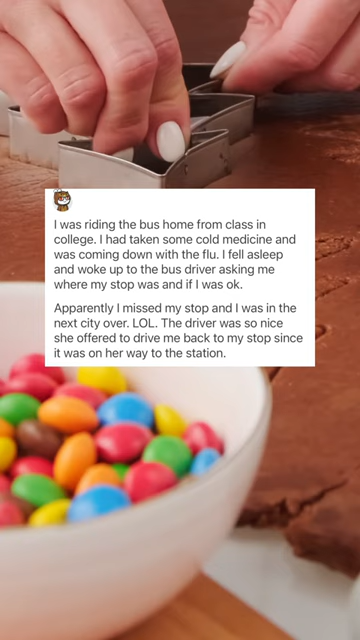 I was riding the bus home from class in
college. I had taken some cold medicine and
was coming down with the flu. I fell asleep
and woke up to the bus driver asking me
where my stop was and if I was ok.
Apparently I missed my stop and I was in the
next city over. LOL. The driver was so nice
she offered to drive me back to my stop since
it was on her way to the station.